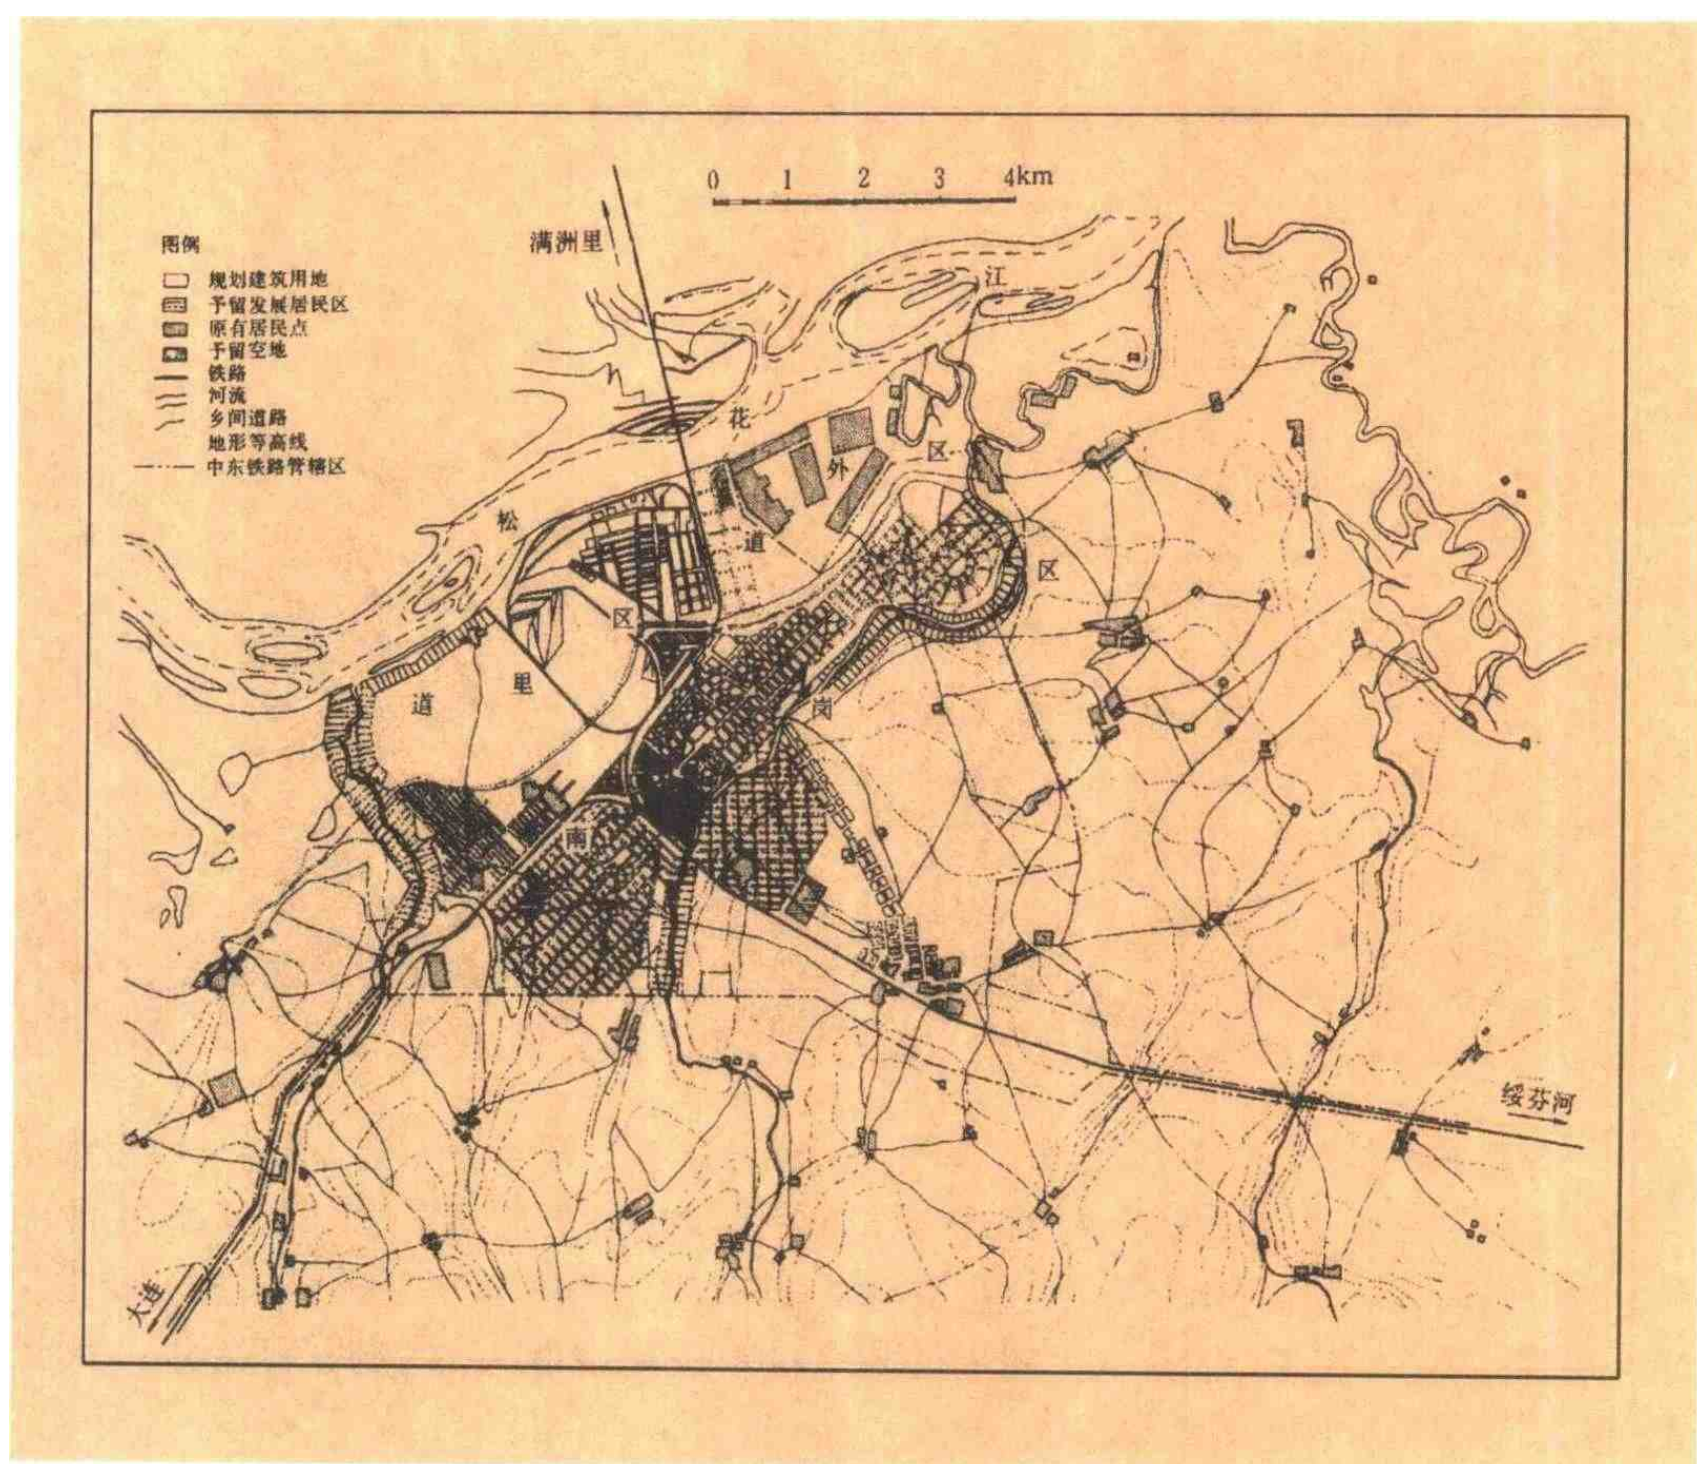 0 1 2 3 4km
满洲里
图例
规划建筑用地
予留发展居民区
原有居民点
予留空地
铁路
河流
乡间道路
地形等高线
中东铁路管辖区
江
花
松
道
外
区
道
里
区
南
岗
区
绥芬河
大连